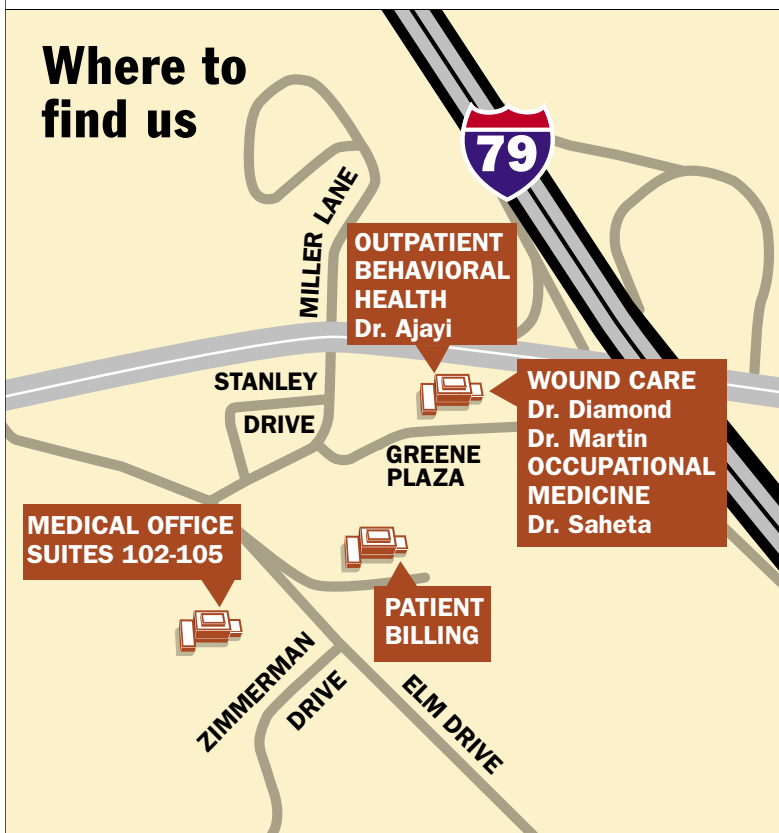 Where to
find us
79
MILLER LANE
OUTPATIENT
BEHAVIORAL
HEALTH
Dr. Ajayi
STANLEY
DRIVE
WOUND CARE
Dr. Diamond
Dr. Martin
OCCUPATIONAL
MEDICINE
Dr. Saheta
GREENE
PLAZA
MEDICAL OFFICE
SUITES 102-105
PATIENT
BILLING
ZIMMERMAN
DRIVE
ELM DRIVE